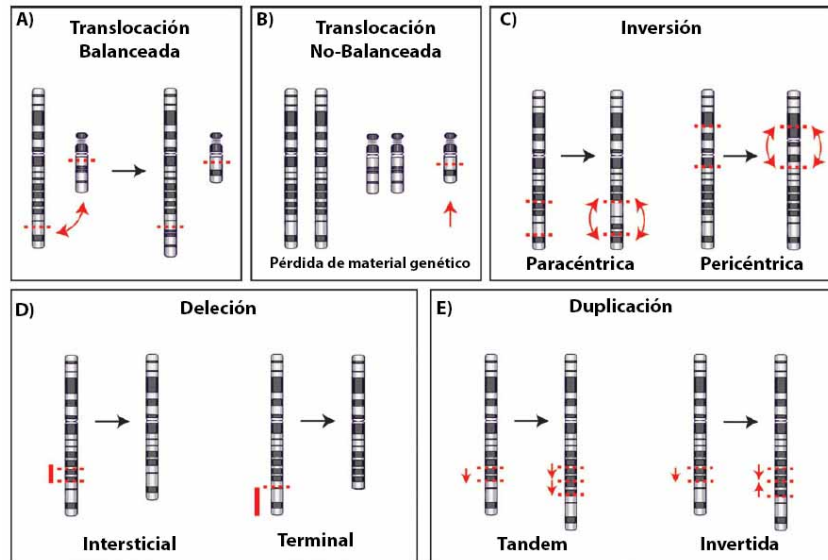 A)
Translocación
Balanceada
B)
Translocación
No-Balanceada
Pérdida de material genético
C)
Inversión
Paracéntrica
Pericéntrica
D)
Deleción
Intersticial
Terminal
E)
Duplicación
Tandem
Invertida